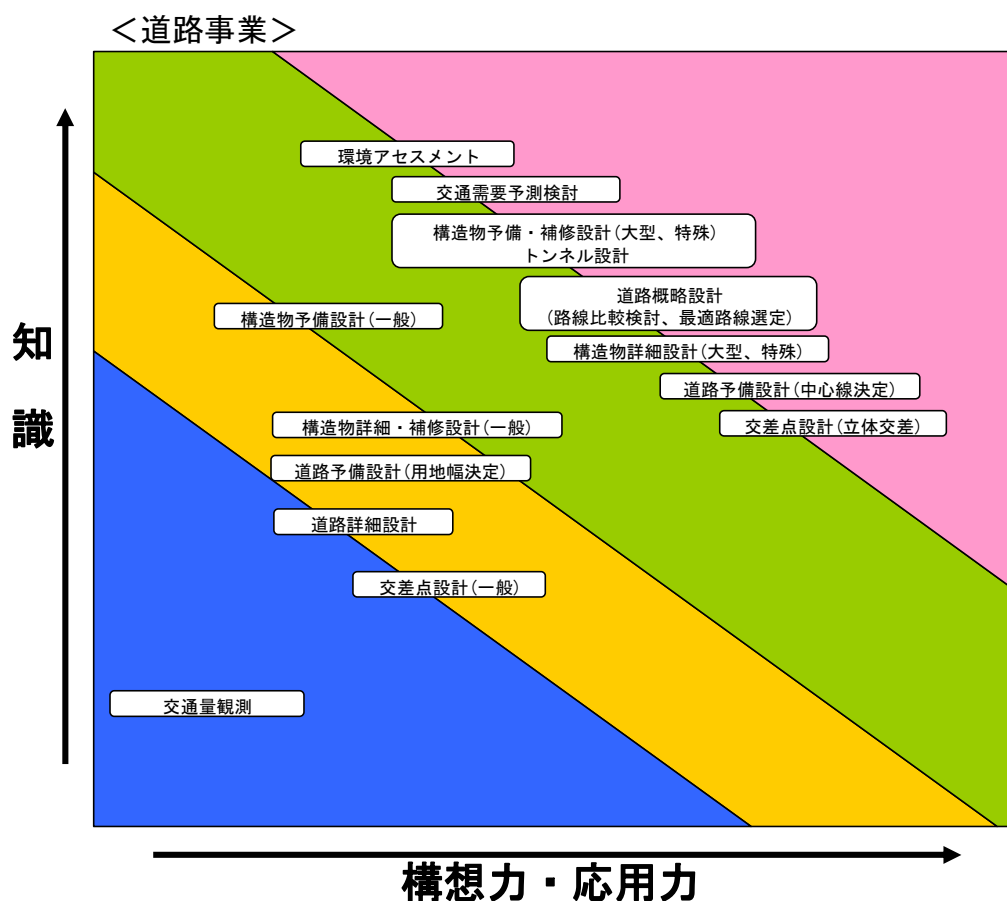 ＜道路事業＞
環境アセスメント
交通需要予測検討
構造物予備・補修設計(大型、特殊)
トンネル設計
道路概略設計
(路線比較検討、最適路線選定)
構造物予備設計(一般)
構造物詳細設計(大型、特殊)
道路予備設計(中心線決定)
交差点設計(立体交差)
構造物詳細・補修設計(一般)
道路予備設計(用地幅決定)
道路詳細設計
交差点設計(一般)
交通量観測
知
識
構想力・応用力